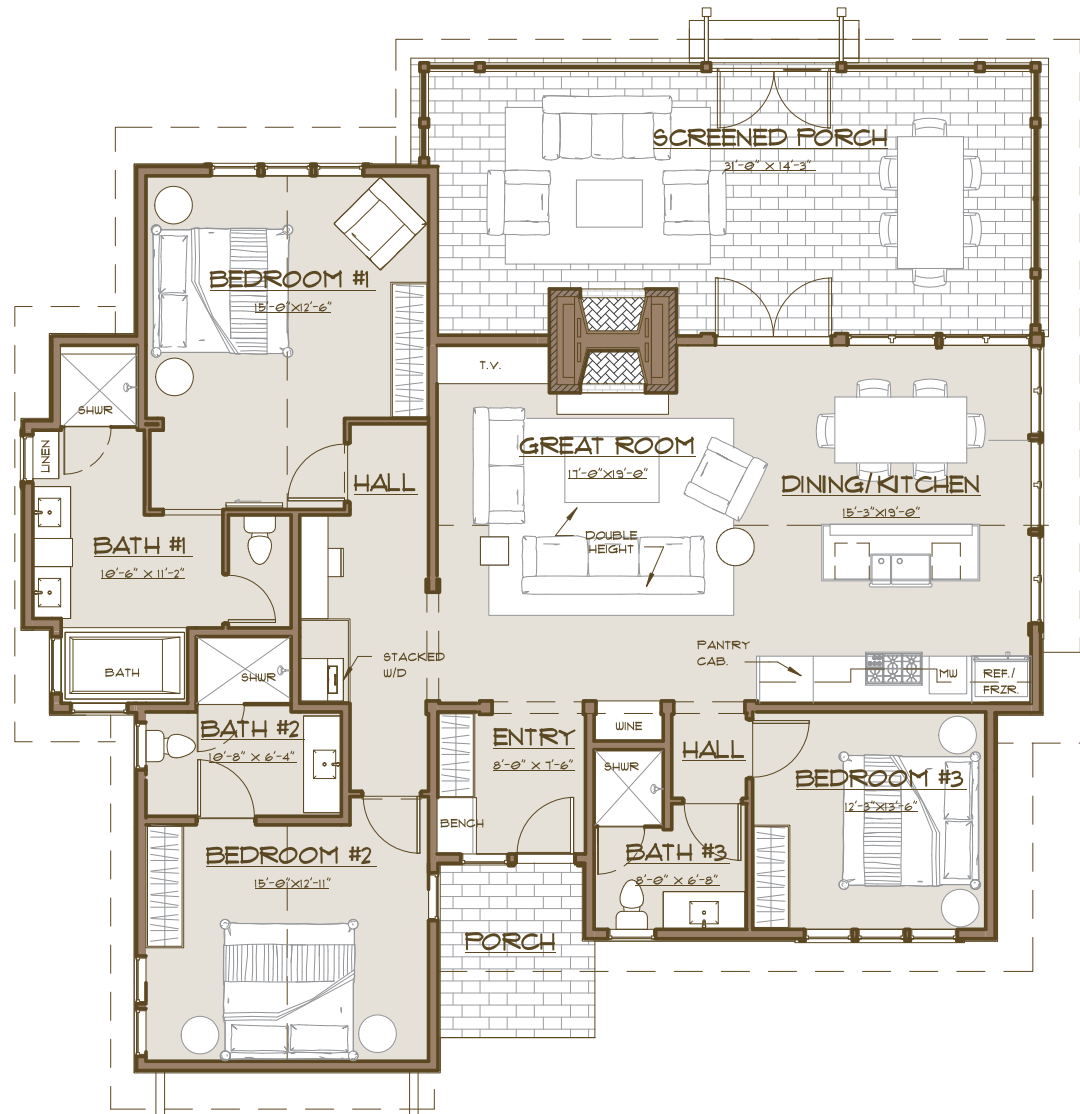 SCREENED PORCH
31'-0" X 14'-3"
BEDROOM #1
15'-0"X12'-6"
T.V.
SHWR
LINEN
HALL
GREAT ROOM
17'-0"X19'-0"
DINING/KITCHEN
15'-3"X19'-0"
BATH #1
10'-6" X 11'-2"
DOUBLE
HEIGHT
BATH
SHWR
STACKED
W/D
PANTRY
CAB.
MW
REF./
FRZR.
BATH #2
10'-8" X 6'-4"
ENTRY
8'-0" X 7'-6"
WINE
HALL
SHWR
BEDROOM #3
12'-3"X13'-6"
BENCH
BEDROOM #2
15'-0"X12'-11"
BATH #3
8'-0" X 6'-8"
PORCH